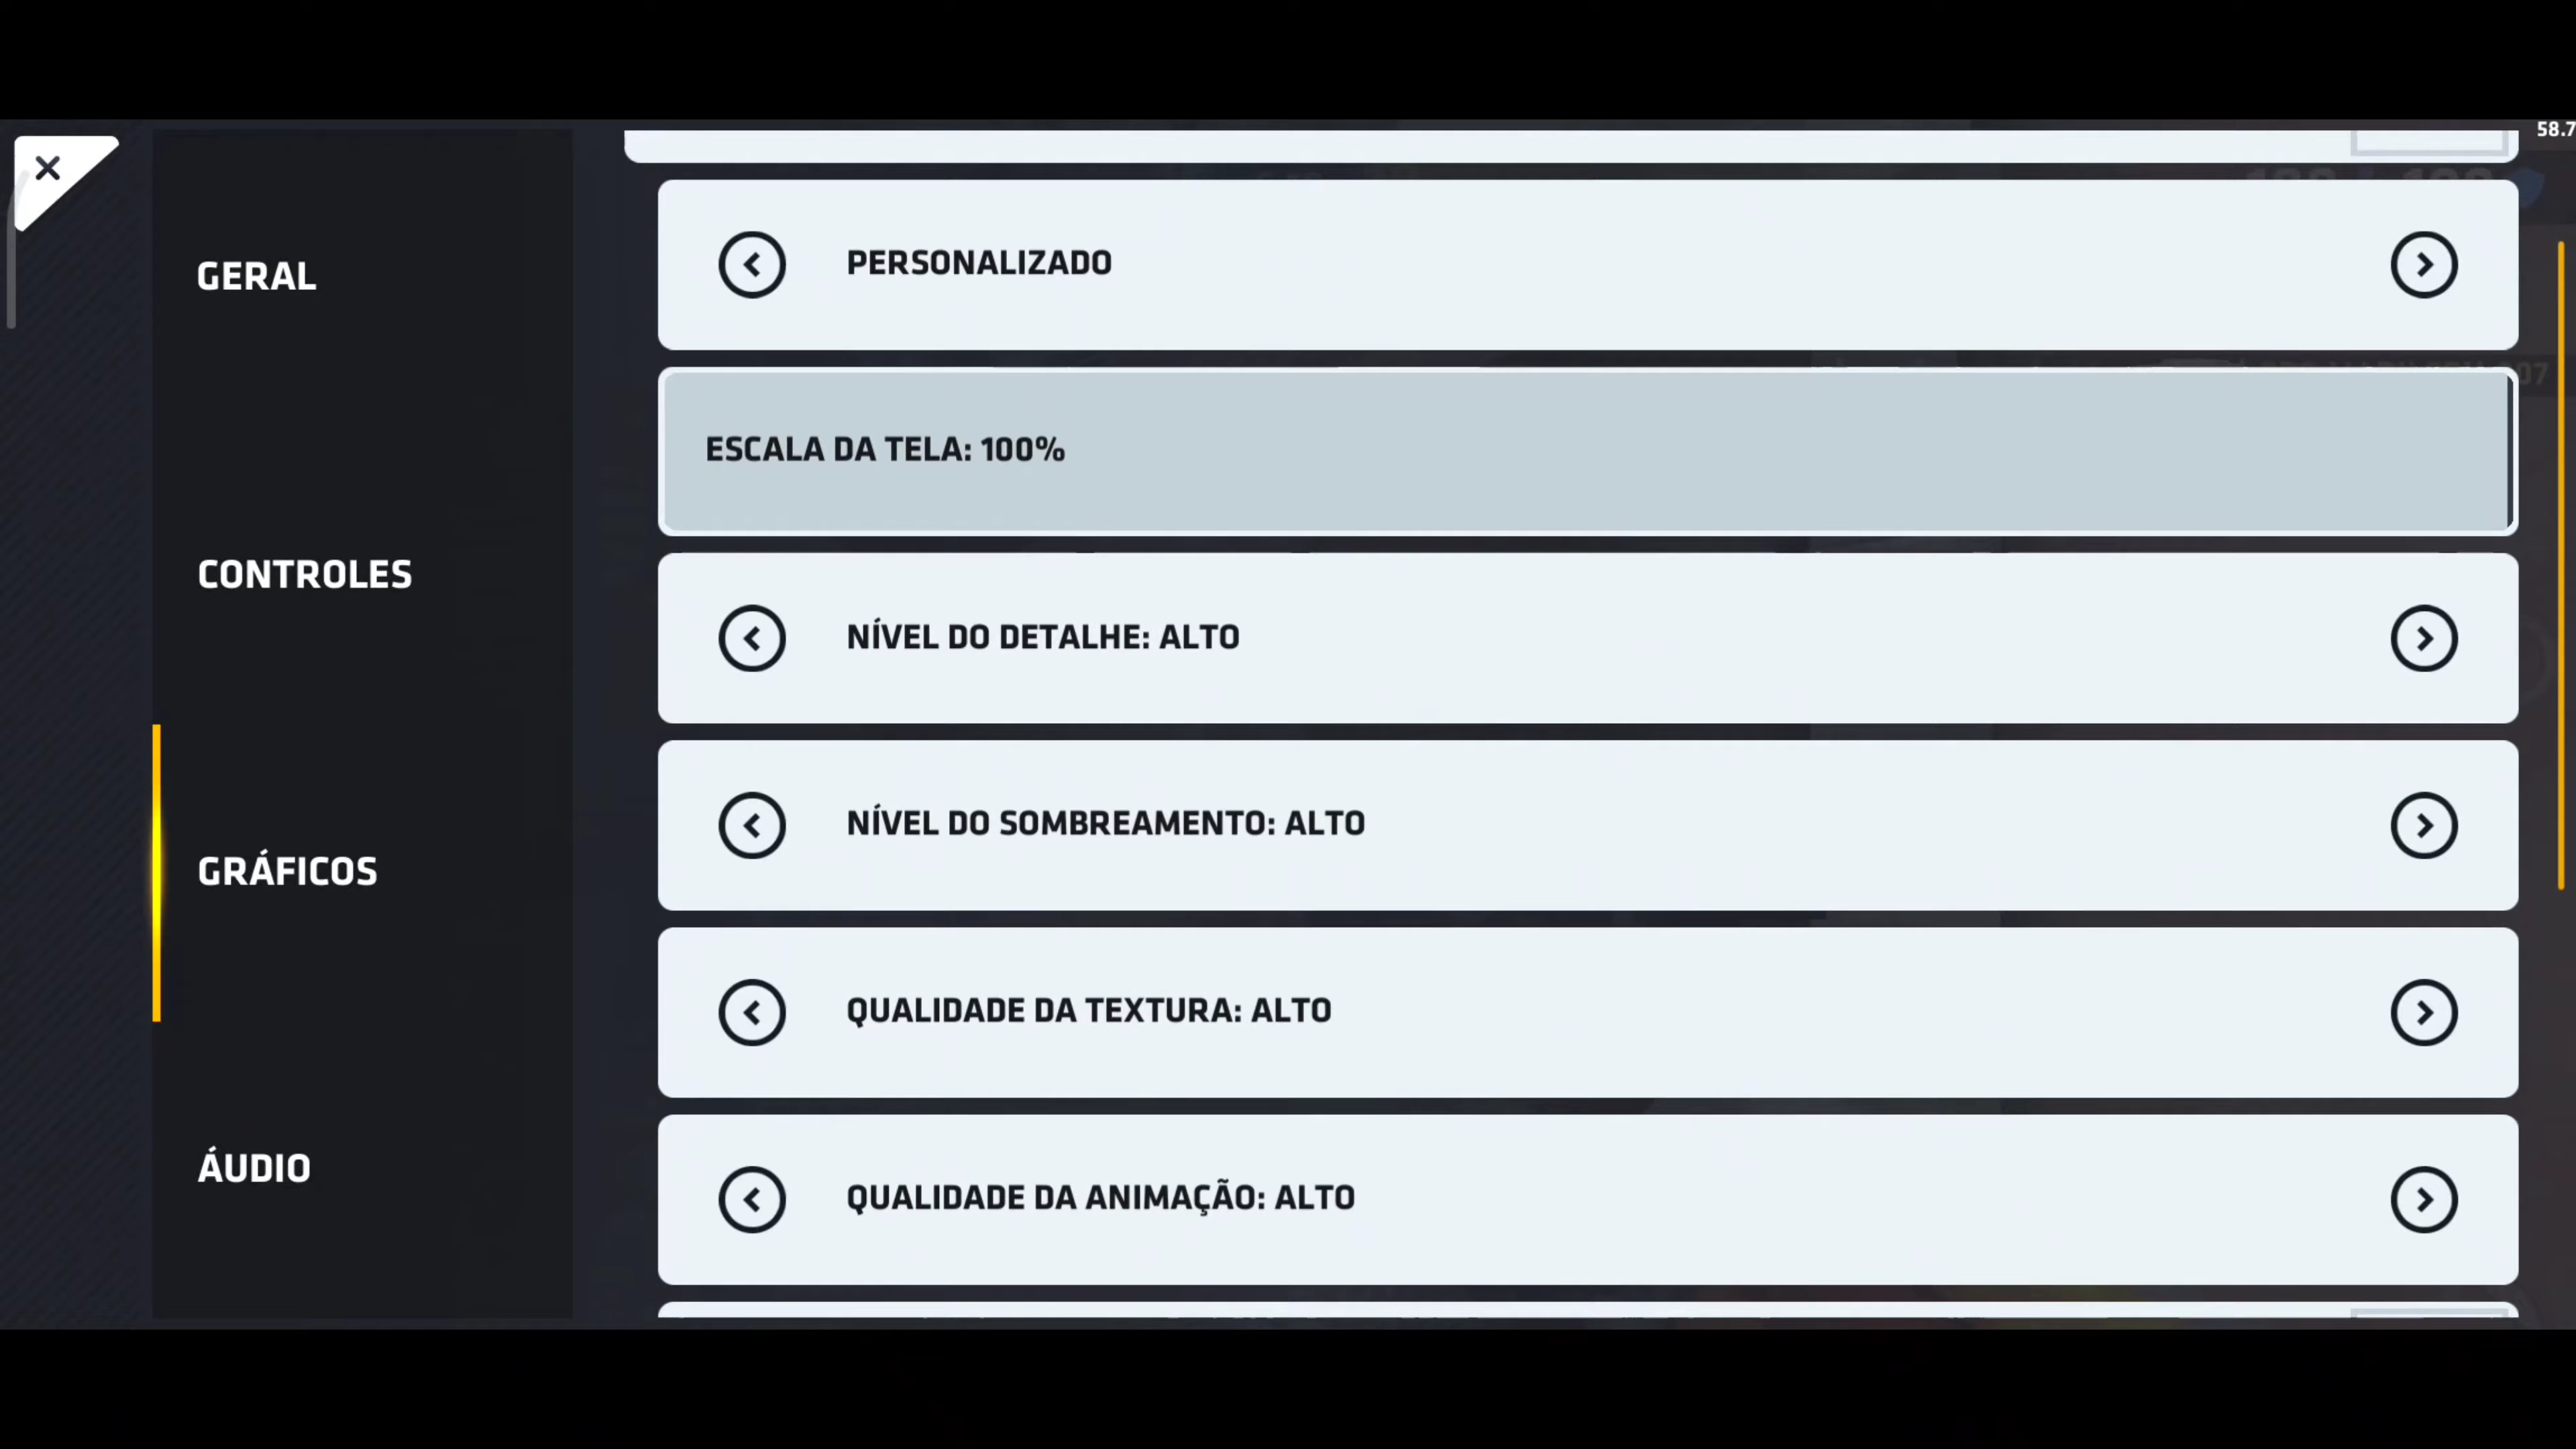 58.7
GERAL
CONTROLES
GRÁFICOS
ÁUDIO
PERSONALIZADO
ESCALA DA TELA: 100%
NÍVEL DO DETALHE: ALTO
NÍVEL DO SOMBREAMENTO: ALTO
QUALIDADE DA TEXTURA: ALTO
QUALIDADE DA ANIMAÇÃO: ALTO